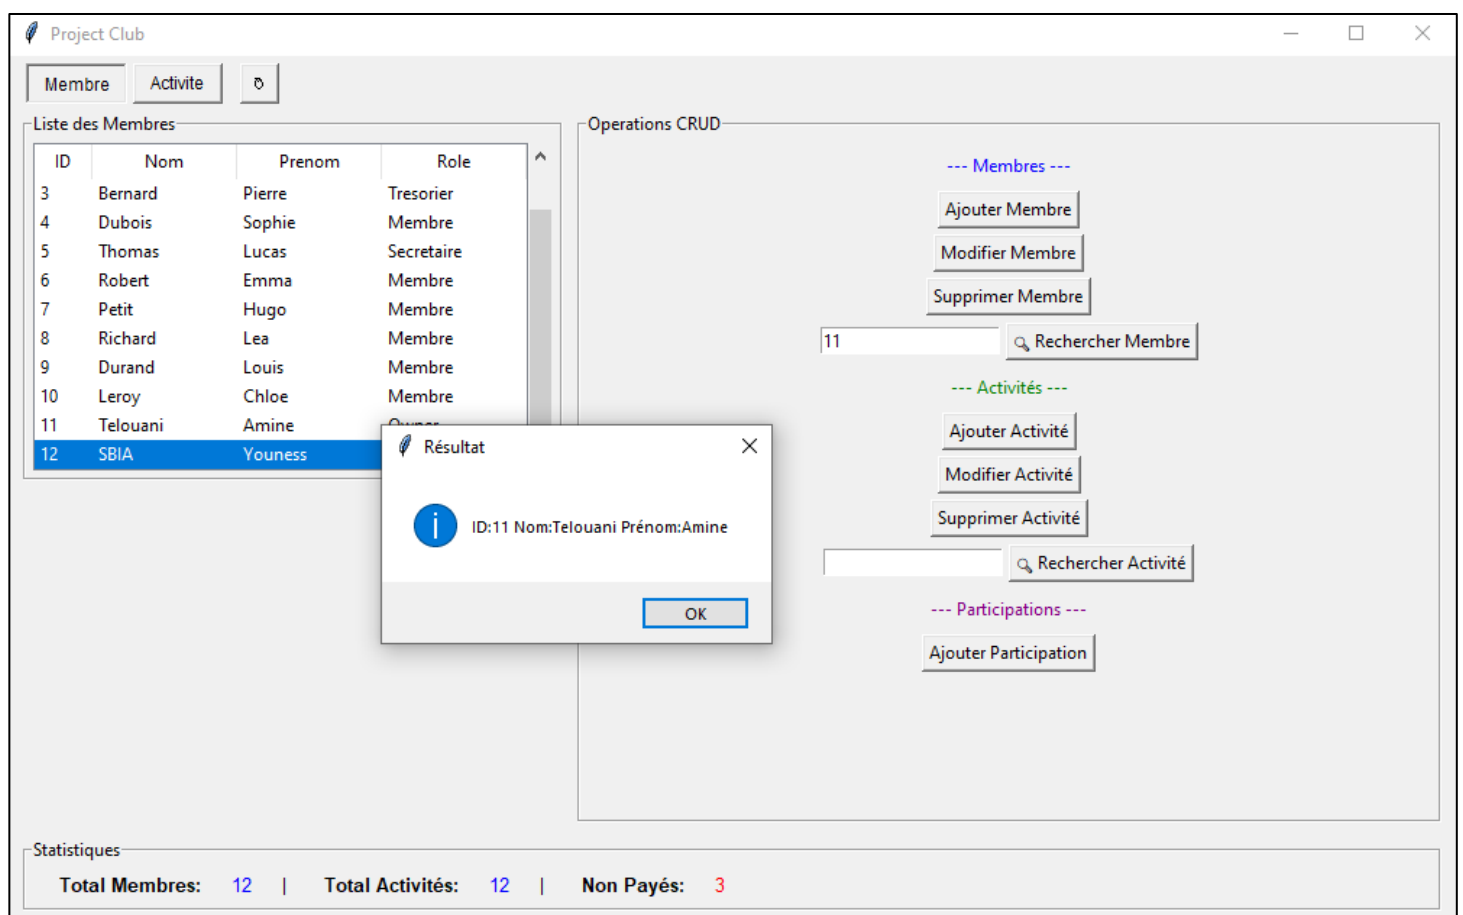 Project Club
Membre Activite
Liste des Membres
ID Nom Prenom Role
3 Bernard Pierre Tresorier
4 Dubois Sophie Membre
5 Thomas Lucas Secretaire
6 Robert Emma Membre
7 Petit Hugo Membre
8 Richard Lea Membre
9 Durand Louis Membre
10 Leroy Chloe Membre
11 Telouani Amine Owner
12 SBIA Youness
Résultat
ID:11 Nom:Telouani Prénom:Amine
OK
Operations CRUD
--- Membres ---
Ajouter Membre
Modifier Membre
Supprimer Membre
11 Rechercher Membre
--- Activités ---
Ajouter Activité
Modifier Activité
Supprimer Activité
Rechercher Activité
--- Participations ---
Ajouter Participation
Statistiques
Total Membres: 12 | Total Activités: 12 | Non Payés: 3